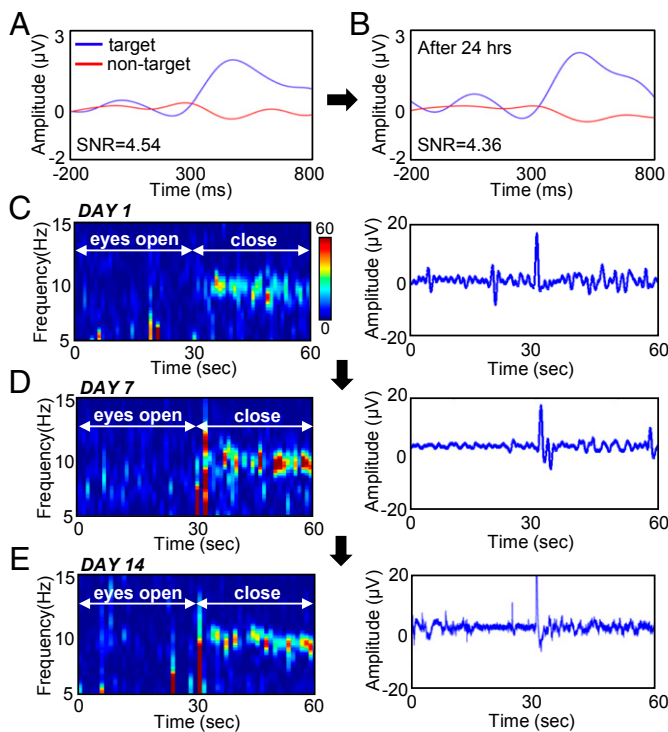 A
B
3
0
-2
Amplitude (µV)
target
non-target
SNR=4.54
-200
300
800
Time (ms)
3
0
-2
Amplitude (µV)
After 24 hrs
SNR=4.36
-200
300
800
Time (ms)
C
DAY 1
15
10
5
Frequency(Hz)
eyes open
close
60
0
0
30
60
Time (sec)
20
0
-20
Amplitude (µV)
0
30
60
Time (sec)
D
DAY 7
15
10
5
Frequency(Hz)
eyes open
close
0
30
60
Time (sec)
20
0
-20
Amplitude (µV)
0
30
60
Time (sec)
E
DAY 14
15
10
5
Frequency(Hz)
eyes open
close
0
30
60
Time (sec)
20
0
-20
Amplitude (µV)
0
30
60
Time (sec)